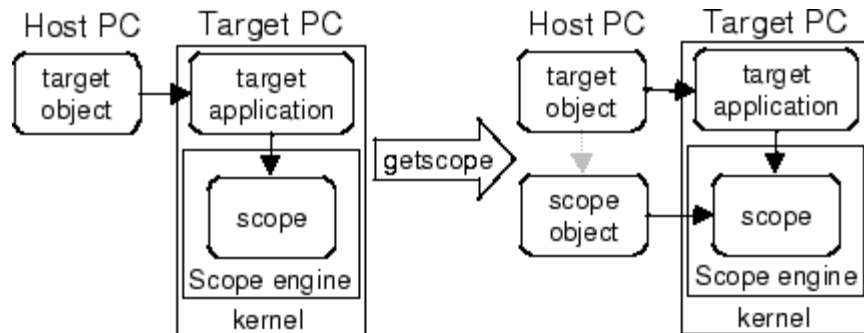 Host PC
Target PC
target
object
target
application
scope
Scope engine
kernel
getscope
Host PC
Target PC
target
object
target
application
scope
object
scope
Scope engine
kernel